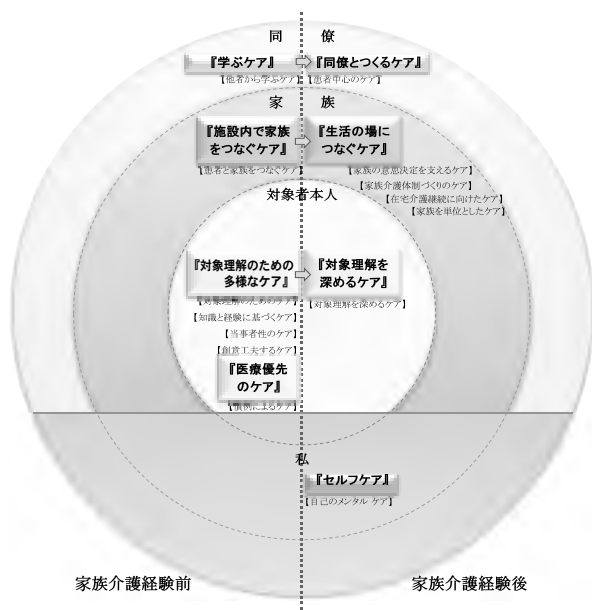 同 僚
『学ぶケア』 『同僚とつくるケア』
【他者から学ぶケア】 【患者中心のケア】
家 族
『施設内で家族
をつなぐケア』
『生活の場に
つなぐケア』
【患者と家族をつなぐケア】
【家族の意思決定を支えるケア】
【家族介護体制づくりのケア】
【在宅介護継続に向けたケア】
【家族を単位としたケア】
対象者本人
『対象理解のための
多様なケア』
『対象理解を
深めるケア』
【対象理解のためのケア】
【対象理解を深めるケア】
【知識と経験に基づくケア】
【当事者性のケア】
【創意工夫するケア】
『医療優先
のケア』
【慣例によるケア】
私
『セルフケア』
【自己のメンタル ケア】
家族介護経験前 家族介護経験後